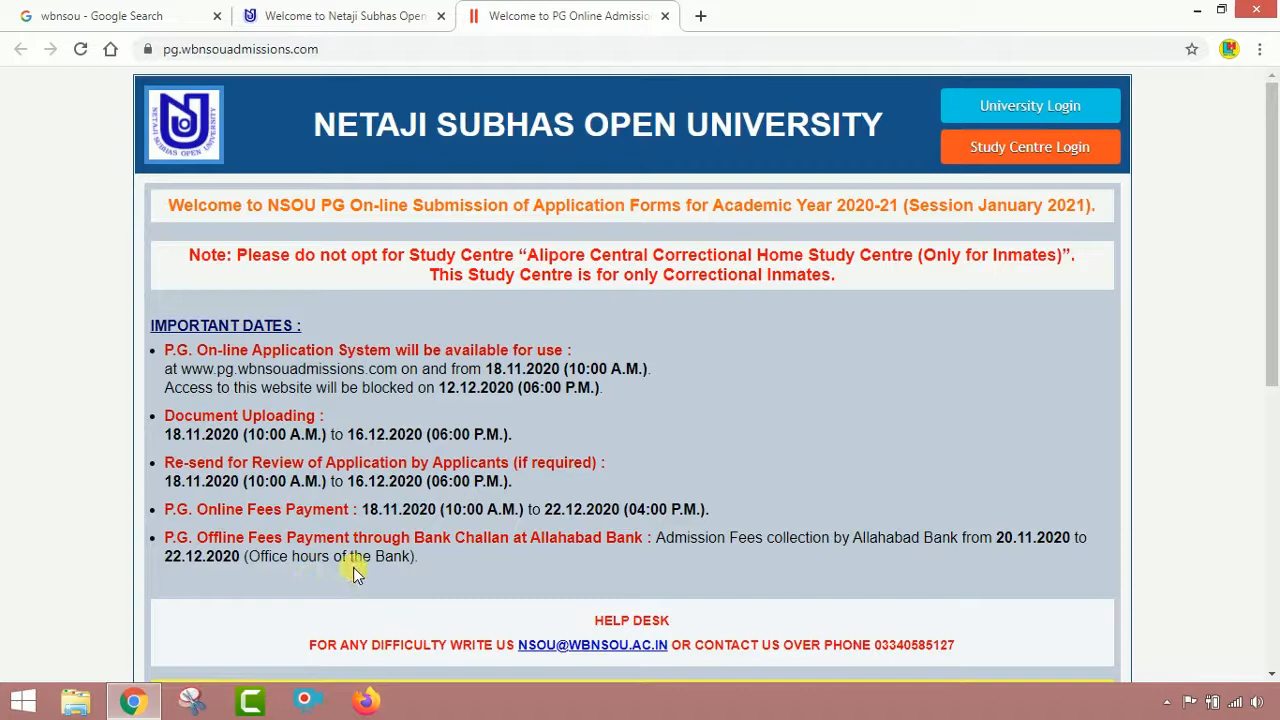 wbnsou - Google Search
Welcome to Netaji Subhas Open
Welcome to PG Online Admissio
pg.wbnsouadmissions.com
NETAJI SUBHAS OPEN UNIVERSITY
NETAJI SUBHAS OPEN UNIVERSITY
University Login
Study Centre Login
Welcome to NSOU PG On-line Submission of Application Forms for Academic Year 2020-21 (Session January 2021).
Note: Please do not opt for Study Centre “Alipore Central Correctional Home Study Centre (Only for Inmates)”.
This Study Centre is for only Correctional Inmates.
IMPORTANT DATES :
• P.G. On-line Application System will be available for use :
at www.pg.wbnsouadmissions.com on and from 18.11.2020 (10:00 A.M.).
Access to this website will be blocked on 12.12.2020 (06:00 P.M.).
• Document Uploading :
18.11.2020 (10:00 A.M.) to 16.12.2020 (06:00 P.M.).
• Re-send for Review of Application by Applicants (if required) :
18.11.2020 (10:00 A.M.) to 16.12.2020 (06:00 P.M.).
• P.G. Online Fees Payment : 18.11.2020 (10:00 A.M.) to 22.12.2020 (04:00 P.M.).
• P.G. Offline Fees Payment through Bank Challan at Allahabad Bank : Admission Fees collection by Allahabad Bank from 20.11.2020 to
22.12.2020 (Office hours of the Bank).
HELP DESK
FOR ANY DIFFICULTY WRITE US NSOU@WBNSOU.AC.IN OR CONTACT US OVER PHONE 03340585127